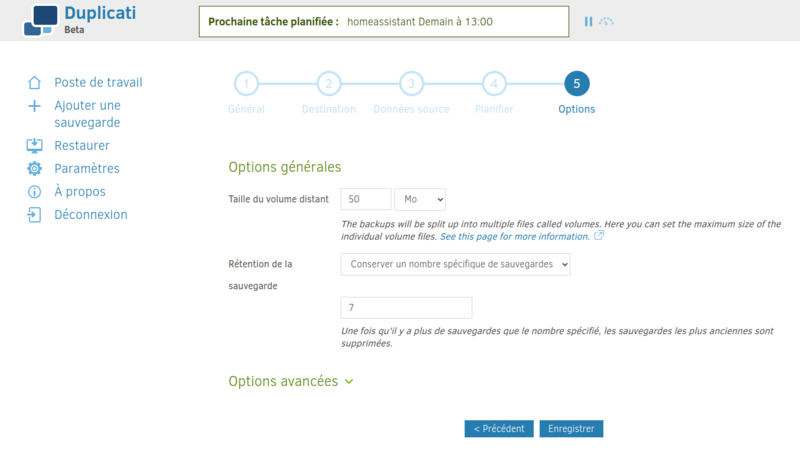 Duplicati
Beta
Prochaine tâche planifiée : homeassistant Demain à 13:00
Poste de travail
Ajouter une
sauvegarde
Restaurer
Paramètres
À propos
Déconnexion
1 2 3 4 5
Général Destination Données source Planifier Options
Options générales
Taille du volume distant 50 Mo
The backups will be split up into multiple files called volumes. Here you can set the maximum size of the
individual volume files. See this page for more information.
Rétention de la
sauvegarde
Conserver un nombre spécifique de sauvegardes
7
Une fois qu'il y a plus de sauvegardes que le nombre spécifié, les sauvegardes les plus anciennes sont
supprimées.
Options avancées
< Précédent Enregistrer